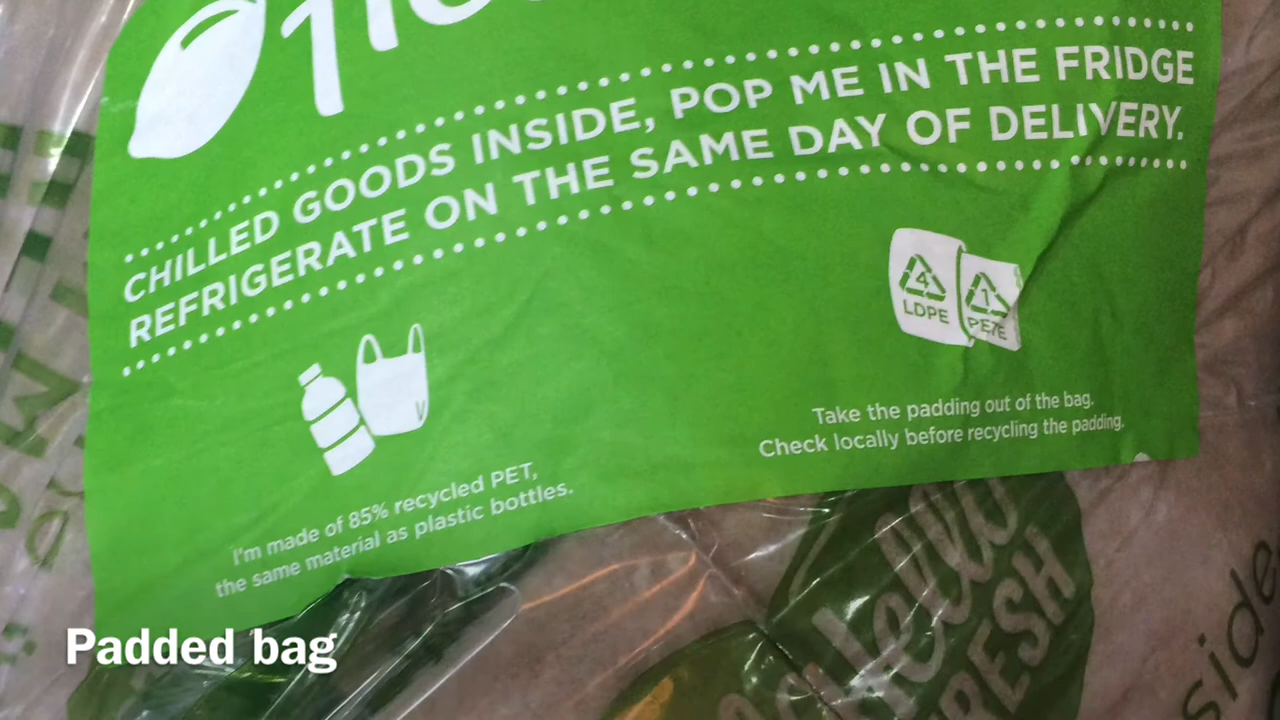 CHILLED GOODS INSIDE, POP ME IN THE FRIDGE
REFRIGERATE ON THE SAME DAY OF DELIVERY.
4
LDPE
1
PETE
Take the padding out of the bag.
Check locally before recycling the padding.
I'm made of 85% recycled PET,
the same material as plastic bottles.
Hello
FRESH
side
Padded bag